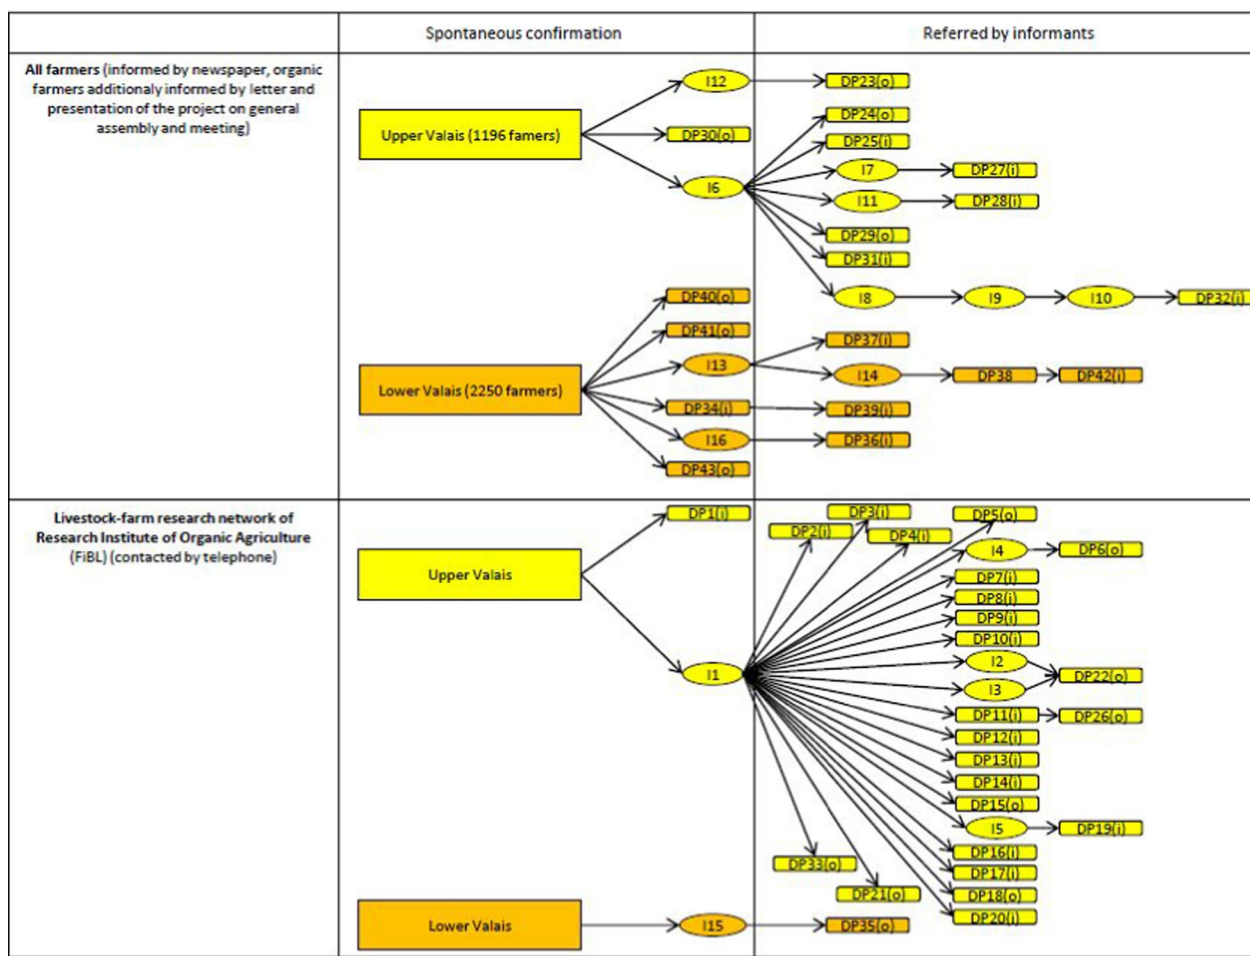 Spontaneous confirmation
Referred by informants
All farmers (informed by newspaper, organic
farmers additionaly informed by letter and
presentation of the project on general
assembly and meeting)
Upper Valais (1196 famers)
I12
DP23(o)
DP30(o)
I6
DP24(o)
DP25(i)
I7
DP27(i)
I11
DP28(i)
DP29(o)
DP31(i)
I8
I9
I10
DP32(i)
Lower Valais (2250 farmers)
DP40(o)
DP41(o)
I13
DP37(i)
I14
DP38
DP42(i)
DP34(i)
DP39(i)
I16
DP36(i)
DP43(o)
Livestock-farm research network of
Research Institute of Organic Agriculture
(FiBL) (contacted by telephone)
Upper Valais
DP1(i)
I1
DP2(i)
DP3(i)
DP4(i)
DP5(o)
I4
DP6(o)
DP7(i)
DP8(i)
DP9(i)
DP10(i)
I2
I3
DP22(o)
DP11(i)
DP26(o)
DP12(i)
DP13(i)
DP14(i)
DP15(o)
I5
DP19(i)
DP16(i)
DP17(i)
DP18(o)
DP20(i)
DP33(o)
DP21(o)
Lower Valais
I15
DP35(o)